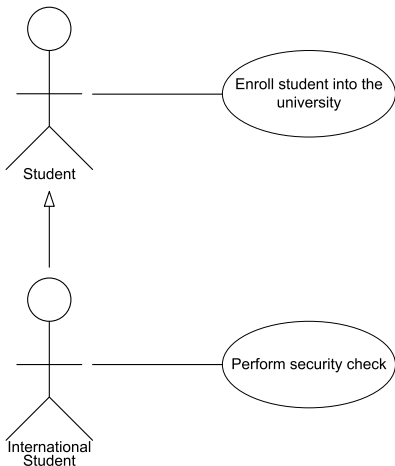 Enroll student into the
university
Student
Perform security check
International
Student